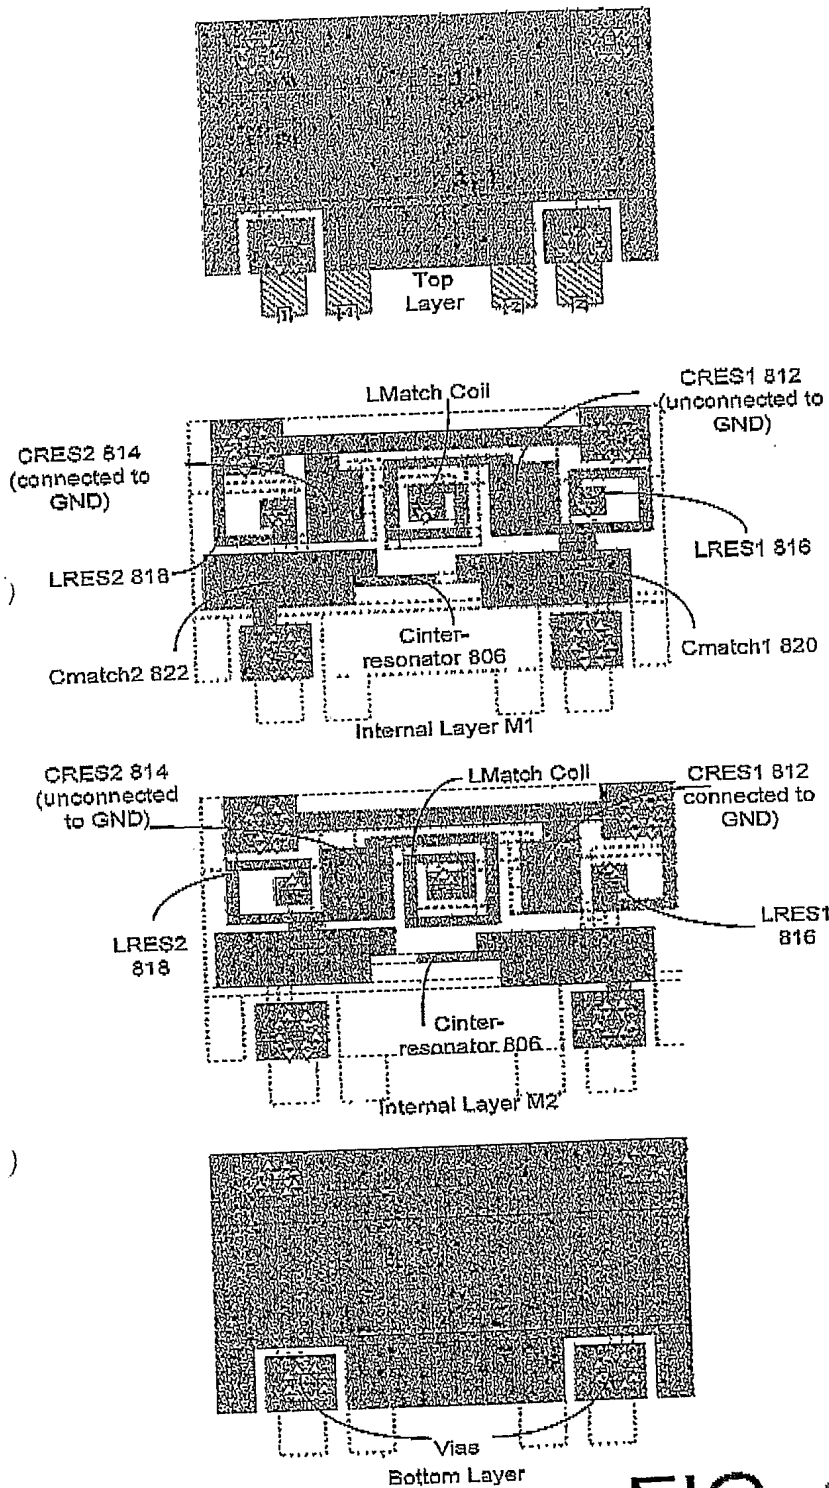 Top
Layer
LMatch Coil
CRES1 812
(unconnected to
GND)
CRES2 814
(connected to
GND)
LRES1 816
LRES2 818
Cinter-
resonator 806
Cmatch1 820
Cmatch2 822
Internal Layer M1
CRES2 814
(unconnected
to GND)
LMatch Coil
CRES1 812
connected to
GND)
LRES2
818
LRES1
816
Cinter-
resonator 806
Internal Layer M2
Vias
Bottom Layer
FIG.